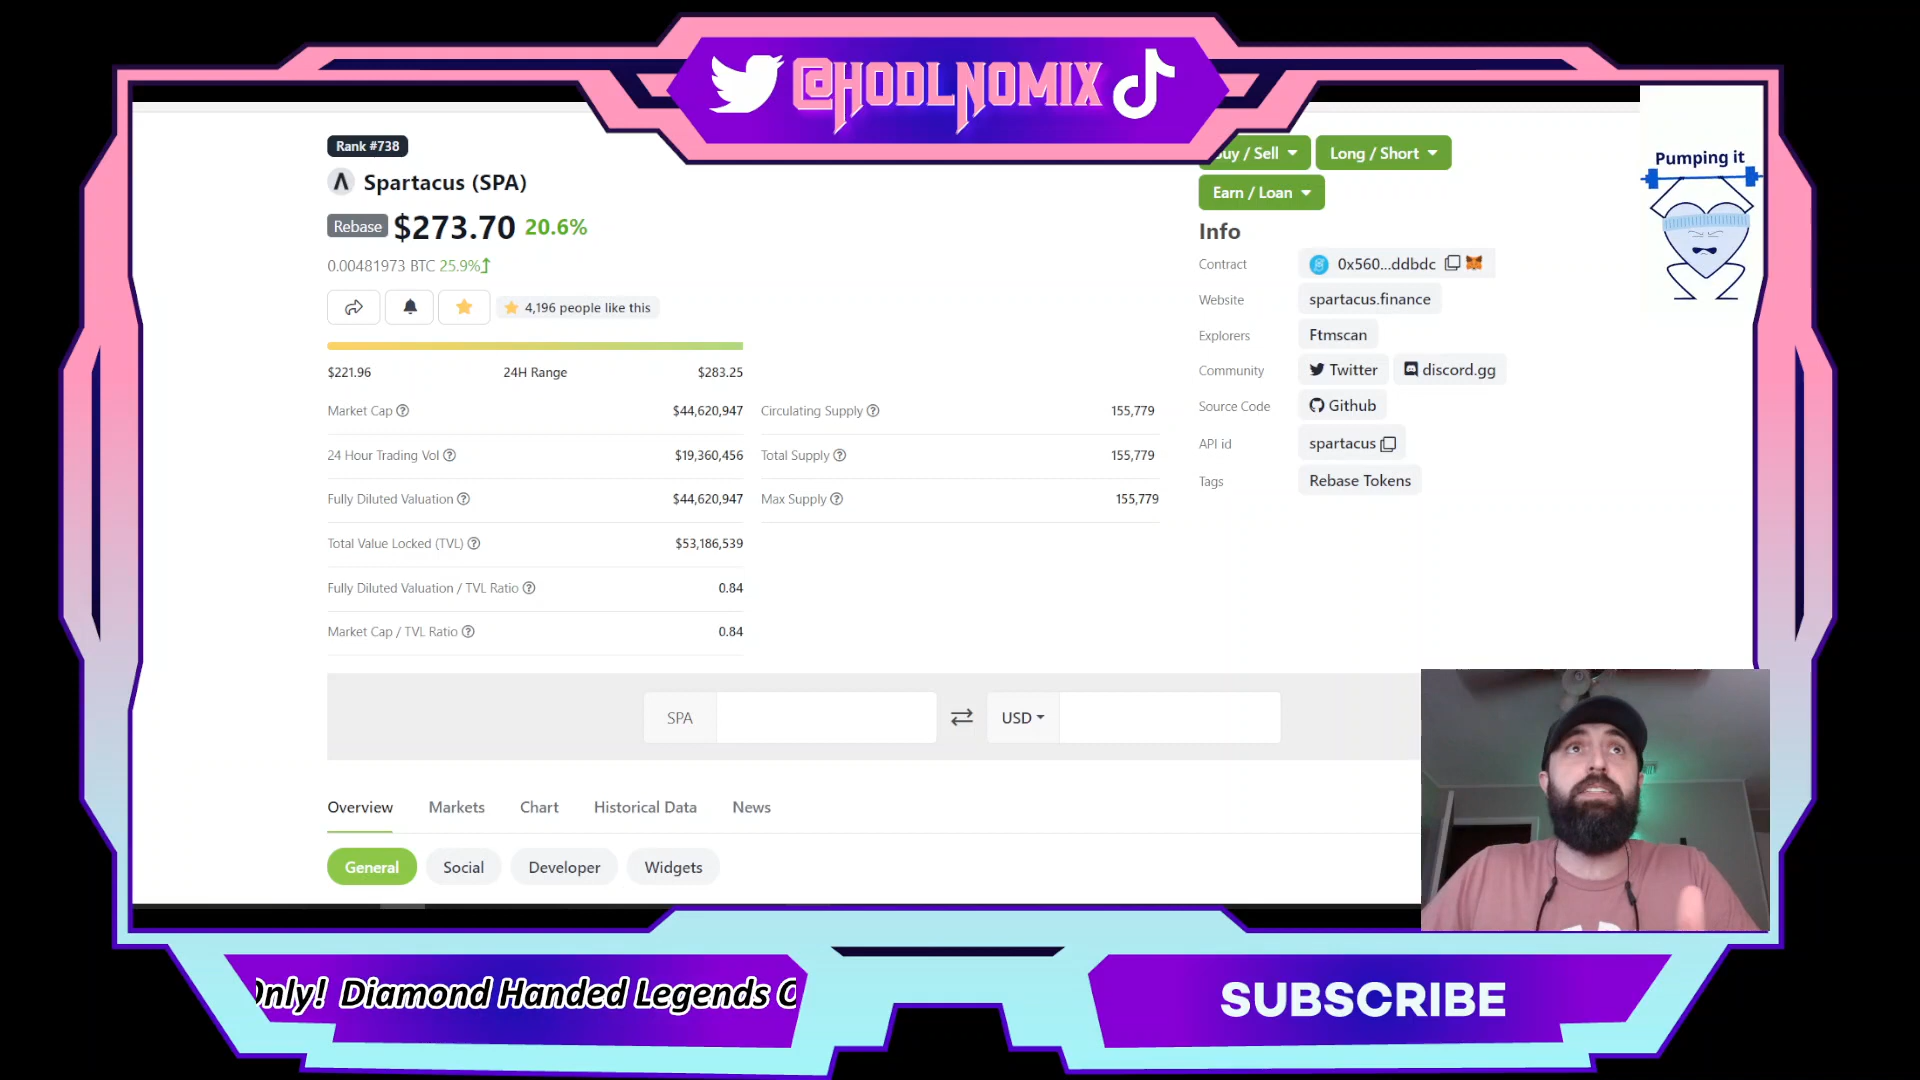 @HODLNOMIX
Rank #738
Spartacus (SPA)
Rebase $273.70 20.6%
0.00481973 BTC 25.9%
4,196 people like this
$221.96 24H Range $283.25
Market Cap $44,620,947
24 Hour Trading Vol $19,360,456
Fully Diluted Valuation $44,620,947
Total Value Locked (TVL) $53,186,539
Fully Diluted Valuation / TVL Ratio 0.84
Market Cap / TVL Ratio 0.84
Circulating Supply 155,779
Total Supply 155,779
Max Supply 155,779
/ Sell Long / Short
Earn / Loan
Info
Contract 0x560...ddbdc
Website spartacus.finance
Explorers Ftmscan
Community Twitter discord.gg
Source Code Github
API id spartacus
Tags Rebase Tokens
Pumping it
SPA USD
Overview Markets Chart Historical Data News
General Social Developer Widgets
Only! Diamond Handed Legends
SUBSCRIBE